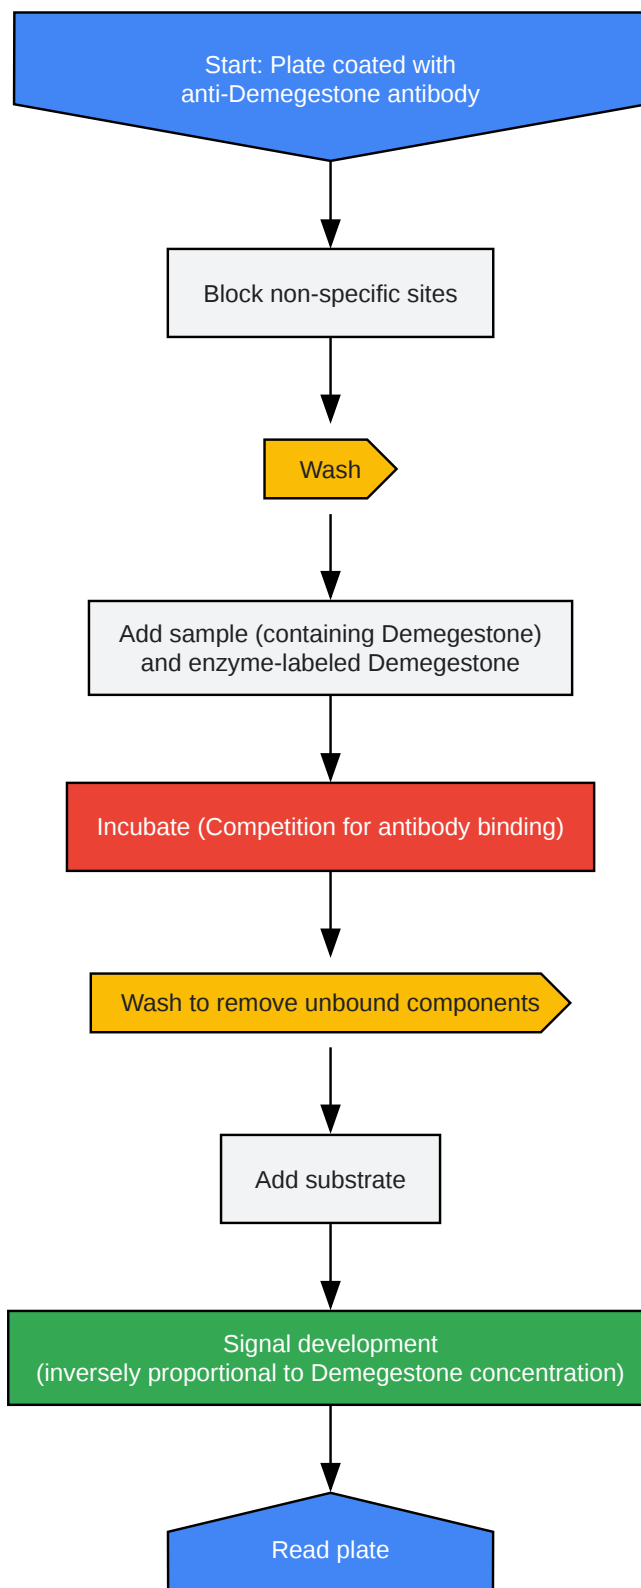 Start: Plate coated with
anti-Demegestone antibody
Block non-specific sites
Wash
Add sample (containing Demegestone)
and enzyme-labeled Demegestone
Incubate (Competition for antibody binding)
Wash to remove unbound components
Add substrate
Signal development
(inversely proportional to Demegestone concentration)
Read plate